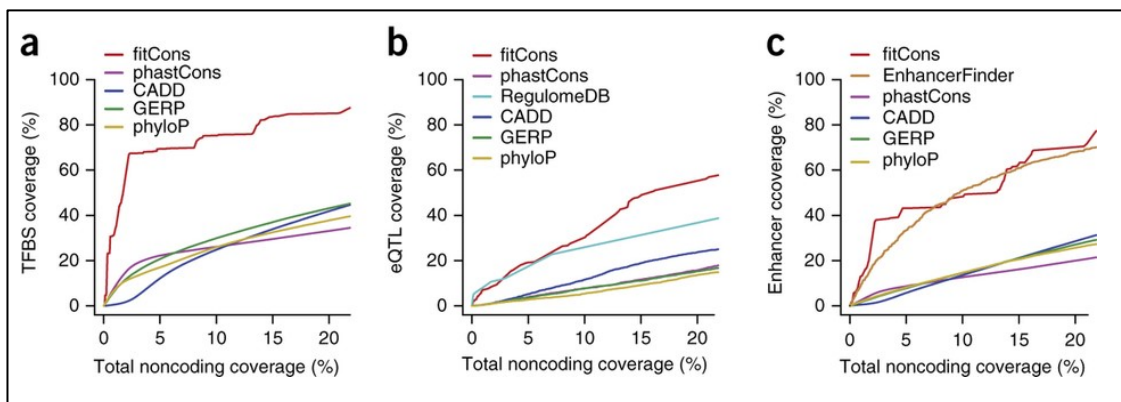 a
fitCons
phastCons
CADD
GERP
phyloP
100
80
60
40
20
0
TFBS coverage (%)
0 5 10 15 20
Total noncoding coverage (%)
b
fitCons
phastCons
RegulomeDB
CADD
GERP
phyloP
100
80
60
40
20
0
eQTL coverage (%)
0 5 10 15 20
Total noncoding coverage (%)
c
fitCons
EnhancerFinder
phastCons
CADD
GERP
phyloP
100
80
60
40
20
0
Enhancer ccoverage (%)
0 5 10 15 20
Total noncoding coverage (%)